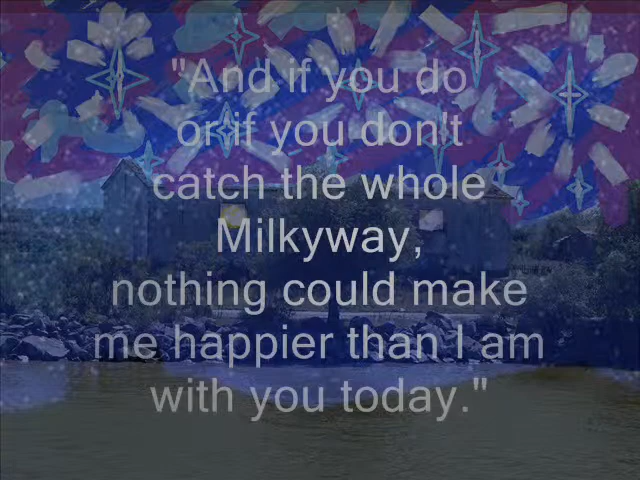 "And if you do
or if you don't
catch the whole
Milkyway,
nothing could make
me happier than I am
with you today."